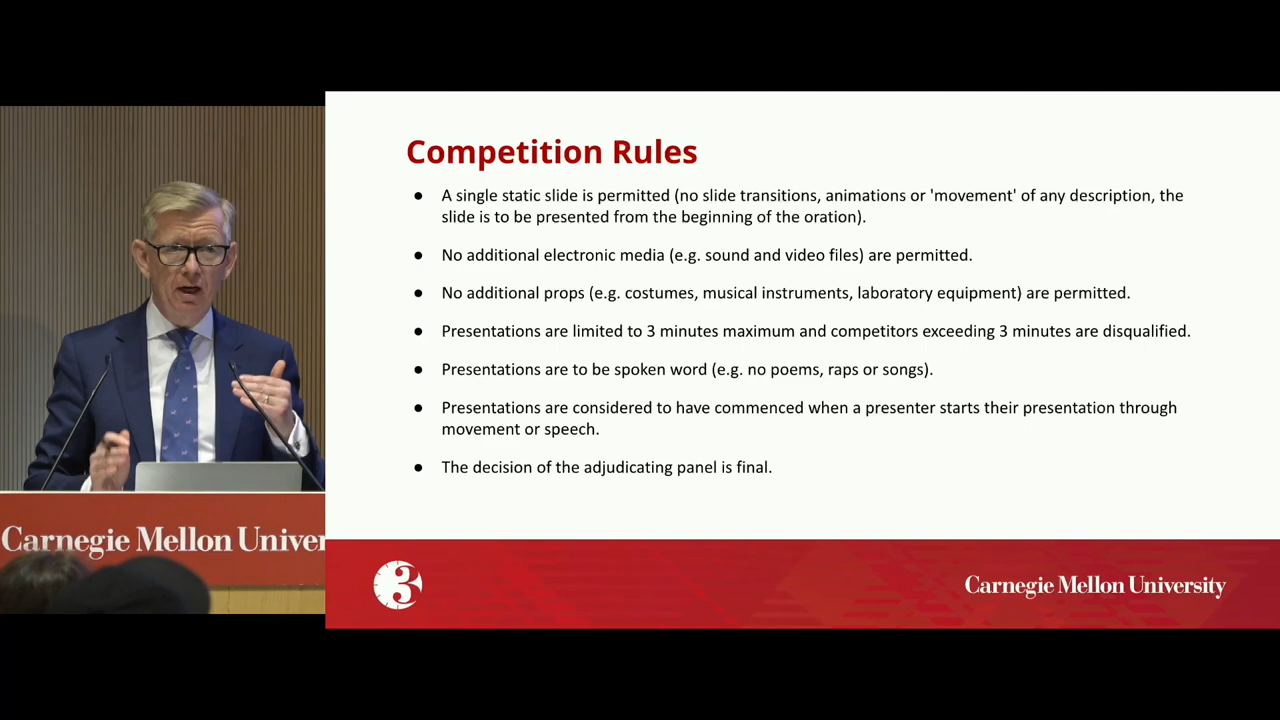 Competition Rules
● A single static slide is permitted (no slide transitions, animations or 'movement' of any description, the
slide is to be presented from the beginning of the oration).
● No additional electronic media (e.g. sound and video files) are permitted.
● No additional props (e.g. costumes, musical instruments, laboratory equipment) are permitted.
● Presentations are limited to 3 minutes maximum and competitors exceeding 3 minutes are disqualified.
● Presentations are to be spoken word (e.g. no poems, raps or songs).
● Presentations are considered to have commenced when a presenter starts their presentation through
movement or speech.
● The decision of the adjudicating panel is final.
Carnegie Mellon Univer
3
Carnegie Mellon University